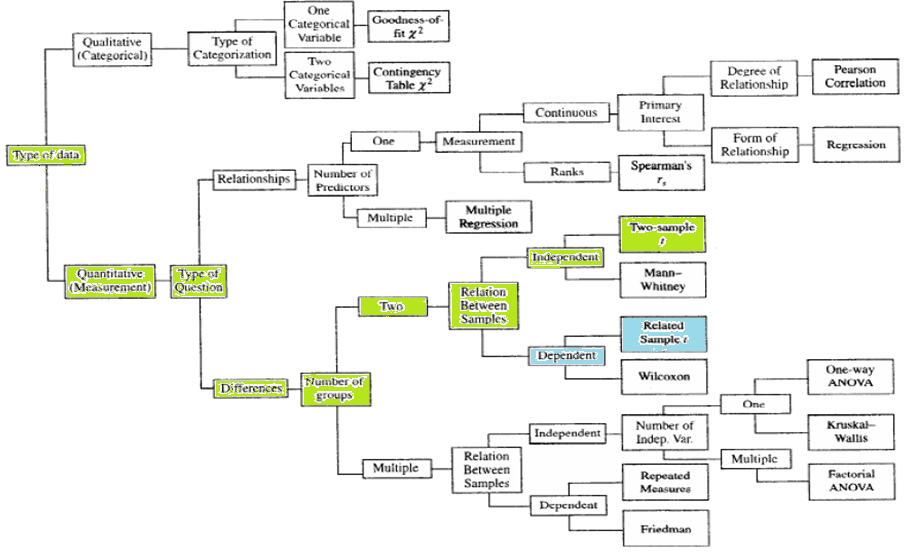 One
Categorical
Variable
Goodness-of-
fit χ²
Qualitative
(Categorical)
Type of
Categorization
Two
Categorical
Variables
Contingency
Table χ²
Degree of
Relationship
Pearson
Correlation
Continuous
Primary
Interest
One
Measurement
Form of
Relationship
Regression
Type of data
Ranks
Spearman's
rₛ
Relationships
Number of
Predictors
Multiple
Multiple
Regression
Two-sample
t
Independent
Quantitative
(Measurement)
Type of
Question
Mann–
Whitney
Two
Relation
Between
Samples
Related
Sample t
Dependent
Wilcoxon
Differences
Number of
groups
One-way
ANOVA
One
Independent
Number of
Indep. Var.
Kruskal–
Wallis
Multiple
Relation
Between
Samples
Multiple
Repeated
Measures
Factorial
ANOVA
Dependent
Friedman